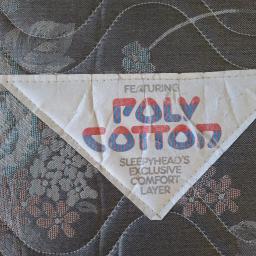 FEATURING
POLY
COTTON
SLEEPYHEAD'S
EXCLUSIVE
COMFORT
LAYER